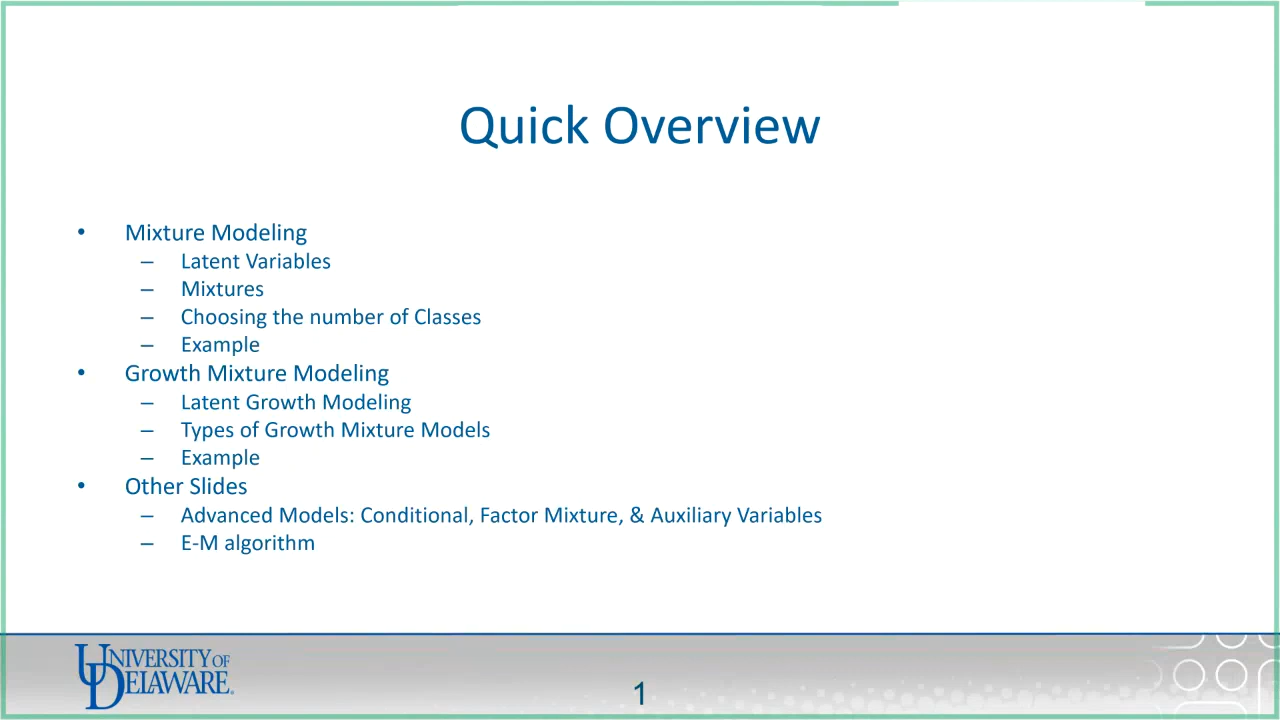 Quick Overview
• Mixture Modeling
– Latent Variables
– Mixtures
– Choosing the number of Classes
– Example
• Growth Mixture Modeling
– Latent Growth Modeling
– Types of Growth Mixture Models
– Example
• Other Slides
– Advanced Models: Conditional, Factor Mixture, & Auxiliary Variables
– E-M algorithm
UNIVERSITY OF
DELAWARE.
1